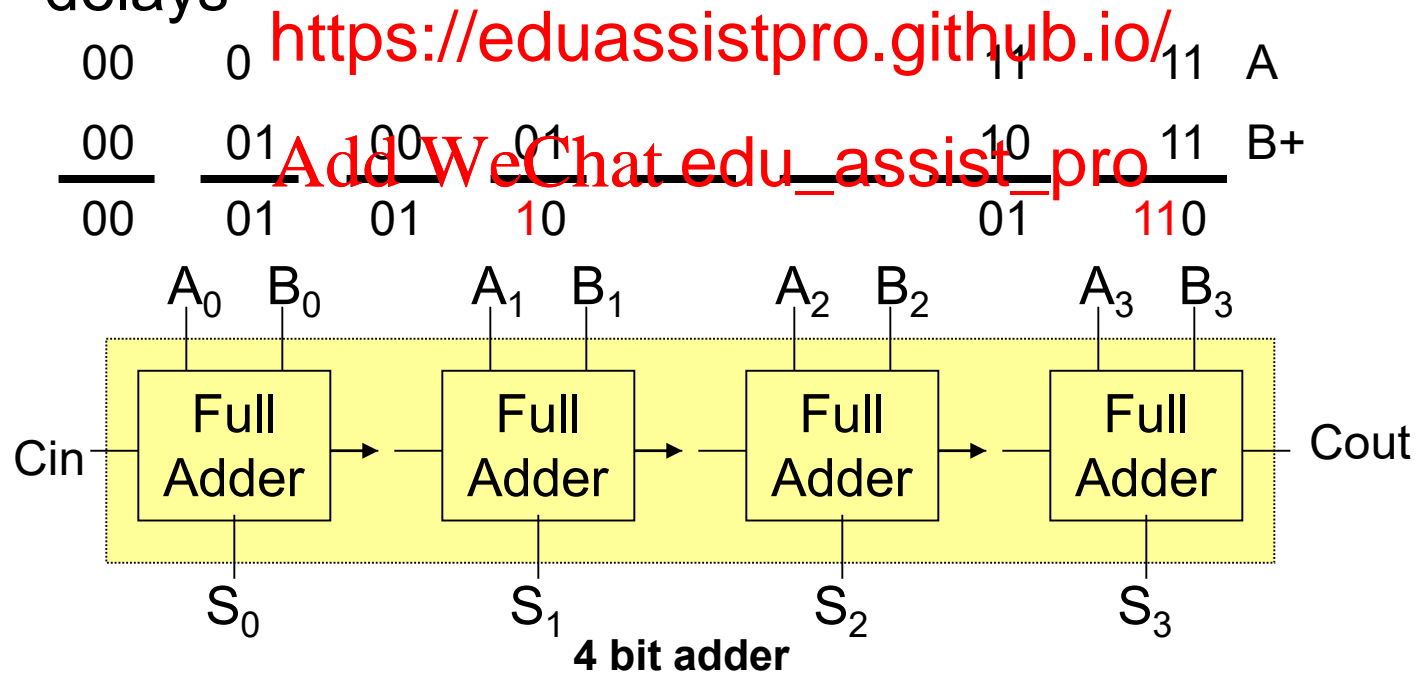 delays
https://eduassistpro.github.io/
00 0 11 11 A
00 01 00 01 10 11 B+
Add WeChat edu_assist_pro
00 01 01 10 01 110
A0 B0 A1 B1 A2 B2 A3 B3
Cin Full Adder Full Adder Full Adder Full Adder Cout
S0 S1 S2 S3
4 bit adder